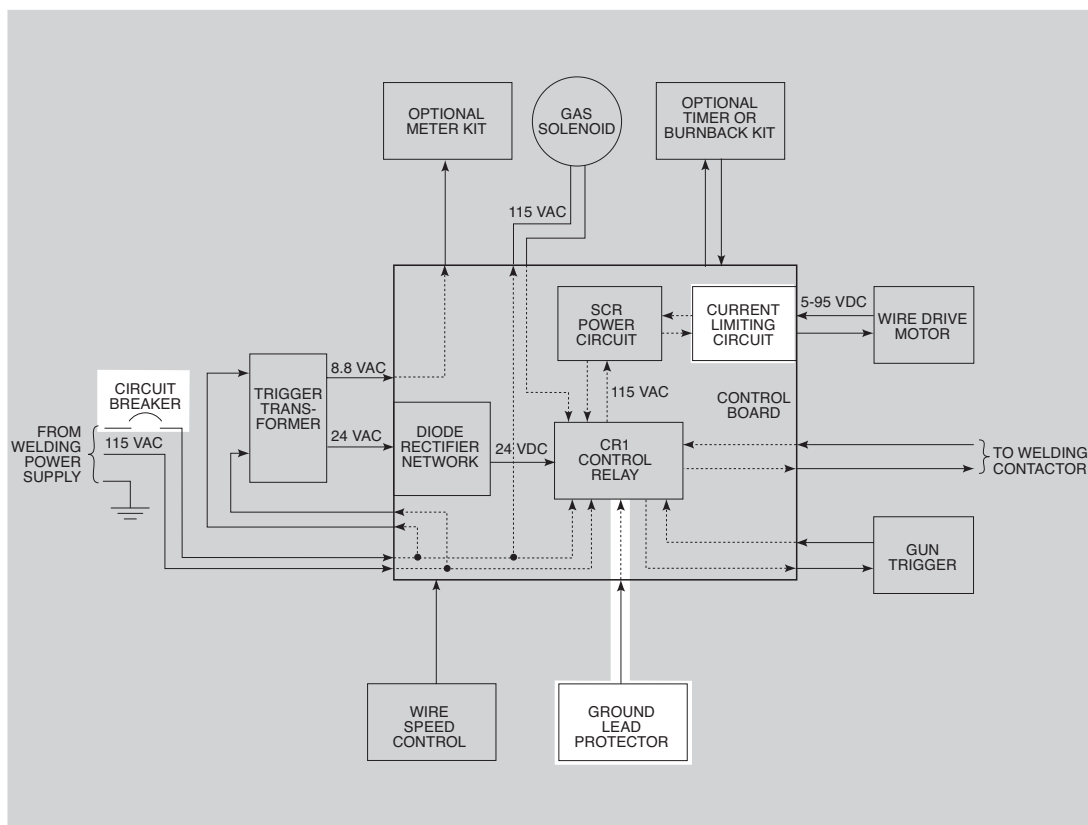 OPTIONAL
METER KIT
GAS
SOLENOID
OPTIONAL
TIMER OR
BURNBACK KIT
115 VAC
SCR
POWER
CIRCUIT
CURRENT
LIMITING
CIRCUIT
5-95 VDC
WIRE DRIVE
MOTOR
8.8 VAC
TRIGGER
TRANS-
FORMER
24 VAC
CIRCUIT
BREAKER
FROM
WELDING
POWER
SUPPLY
115 VAC
DIODE
RECTIFIER
NETWORK
24 VDC
115 VAC
CONTROL
BOARD
CR1
CONTROL
RELAY
TO WELDING
CONTACTOR
GUN
TRIGGER
WIRE
SPEED
CONTROL
GROUND
LEAD
PROTECTOR